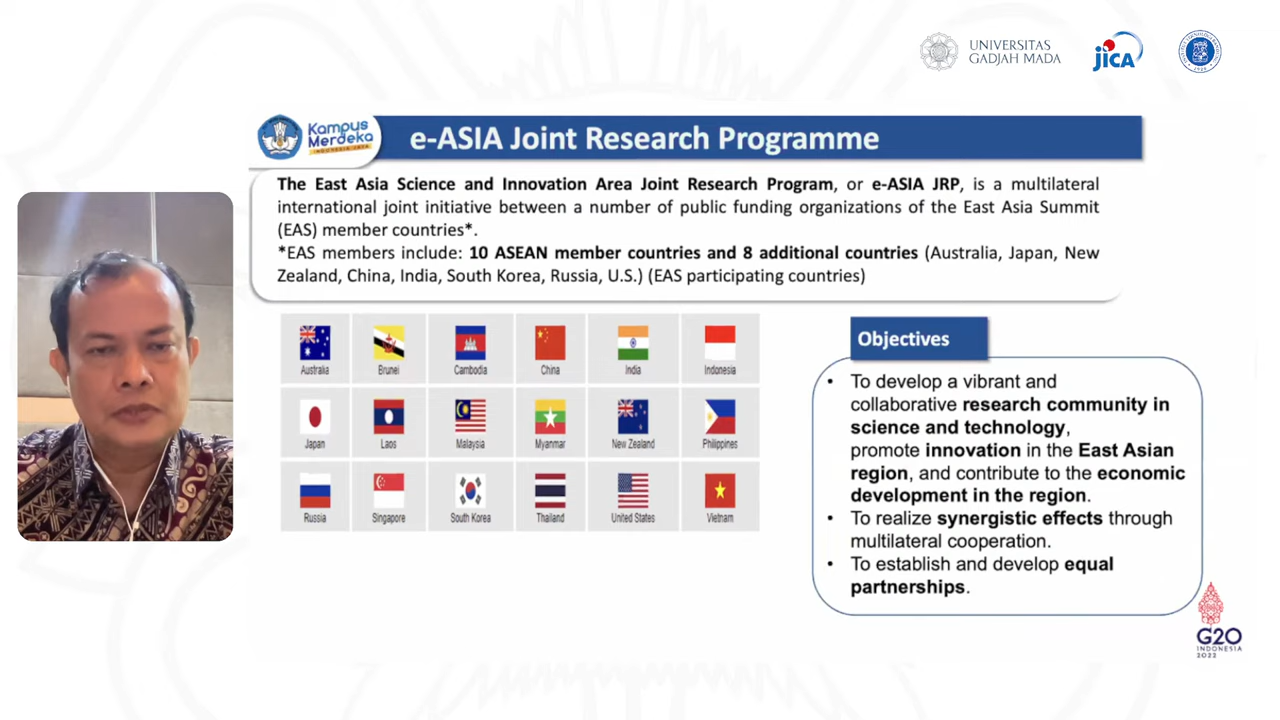 UNIVERSITAS
GADJAH MADA
JICA
Kampus
Merdeka
INDONESIA JAYA
e-ASIA Joint Research Programme
The East Asia Science and Innovation Area Joint Research Program, or e-ASIA JRP, is a multilateral
international joint initiative between a number of public funding organizations of the East Asia Summit
(EAS) member countries*.
*EAS members include: 10 ASEAN member countries and 8 additional countries (Australia, Japan, New
Zealand, China, India, South Korea, Russia, U.S.) (EAS participating countries)
Australia
Brunei
Cambodia
China
India
Indonesia
Japan
Laos
Malaysia
Myanmar
New Zealand
Philippines
Russia
Singapore
South Korea
Thailand
United States
Vietnam
Objectives
• To develop a vibrant and
collaborative research community in
science and technology,
promote innovation in the East Asian
region, and contribute to the economic
development in the region.
• To realize synergistic effects through
multilateral cooperation.
• To establish and develop equal
partnerships.
G20
INDONESIA
2022